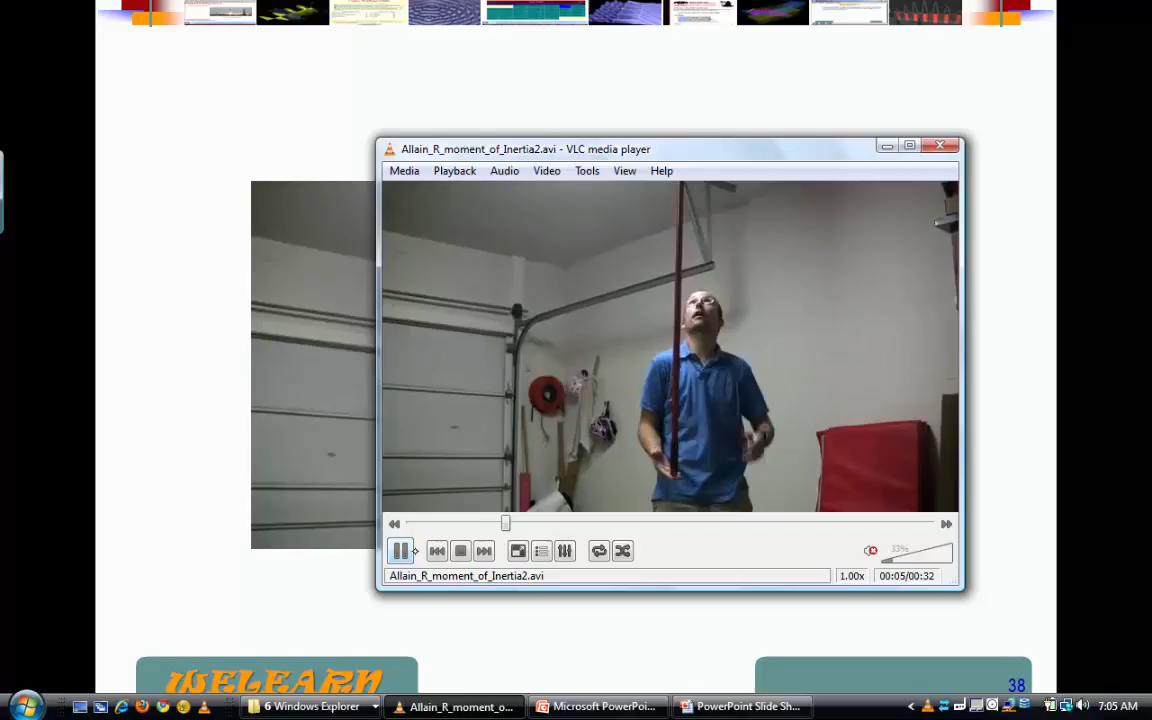 Allain_R_moment_of_Inertia2.avi - VLC media player
Media Playback Audio Video Tools View Help
33%
Allain_R_moment_of_Inertia2.avi 1.00x 00:05/00:32
WELEARN
38
6 Windows Explorer Allain_R_moment_o... Microsoft PowerPoi... PowerPoint Slide Sh... 7:05 AM